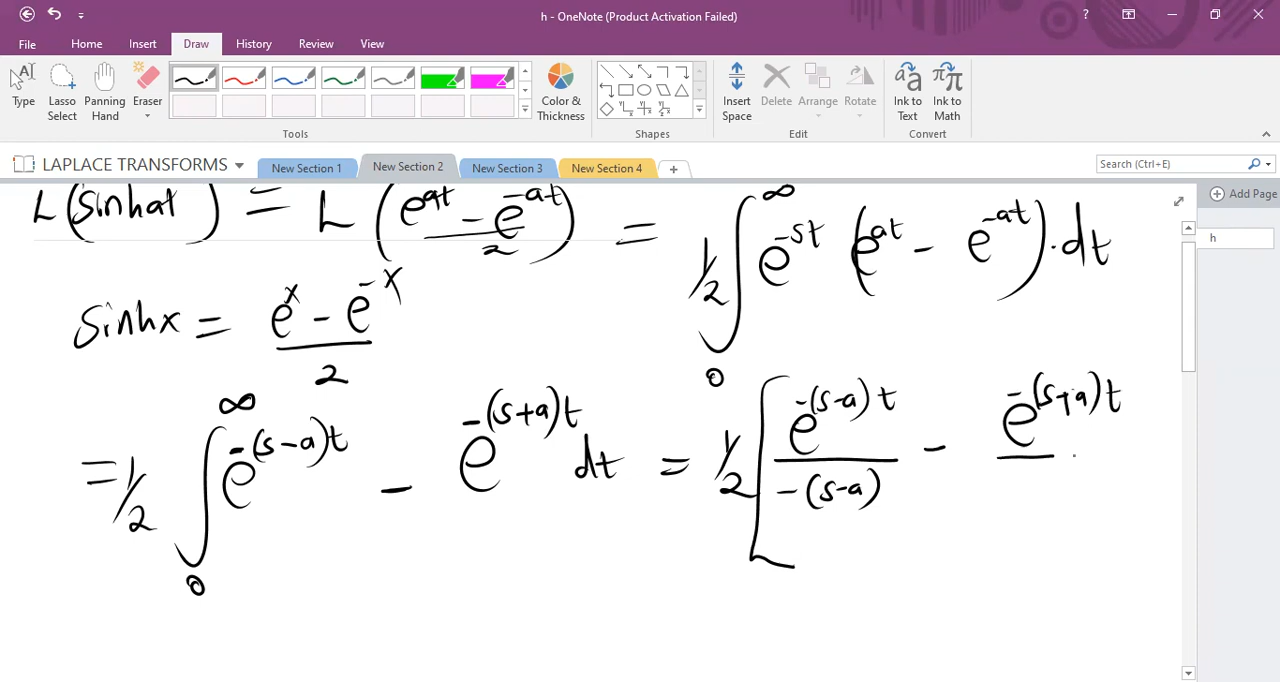 h - OneNote (Product Activation Failed)
?
File Home Insert Draw History Review View
Type
Lasso Select
Panning Hand
Eraser
Color & Thickness
Insert Space
Delete
Arrange
Rotate
Ink to Text
Ink to Math
Tools
Shapes
Edit
Convert
LAPLACE TRANSFORMS
New Section 1
New Section 2
New Section 3
New Section 4
Search (Ctrl+E)
Add Page
h
L(sinhat) = L((e^{at} - e^{-at})/2) = 1/2 ∫_0^∞ e^{-st} (e^{at} - e^{-at}).dt
sinhx = (e^x - e^{-x})/2
= 1/2 ∫_0^∞ e^{-(s-a)t} - e^{-(s+a)t} dt = 1/2 [ e^{-(s-a)t}/-(s-a) - e^{-(s+a)t}